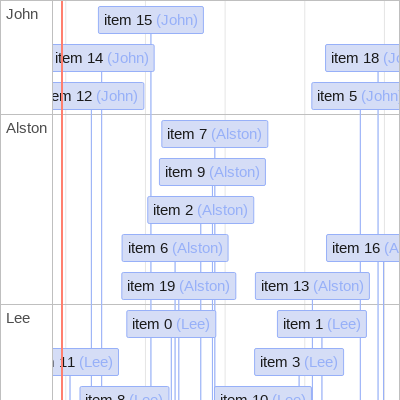 John
item 15 (John)
item 14 (John)
item 18
12 (John)
item 5 (John
Alston
item 7 (Alston)
item 9 (Alston)
item 2 (Alston)
item 6 (Alston)
item 16
item 19 (Alston)
item 13 (Alston)
Lee
item 0 (Lee)
item 1 (Lee)
11 (Lee)
item 3 (Lee)
item 8 (Lee)
item 10 (Lee)